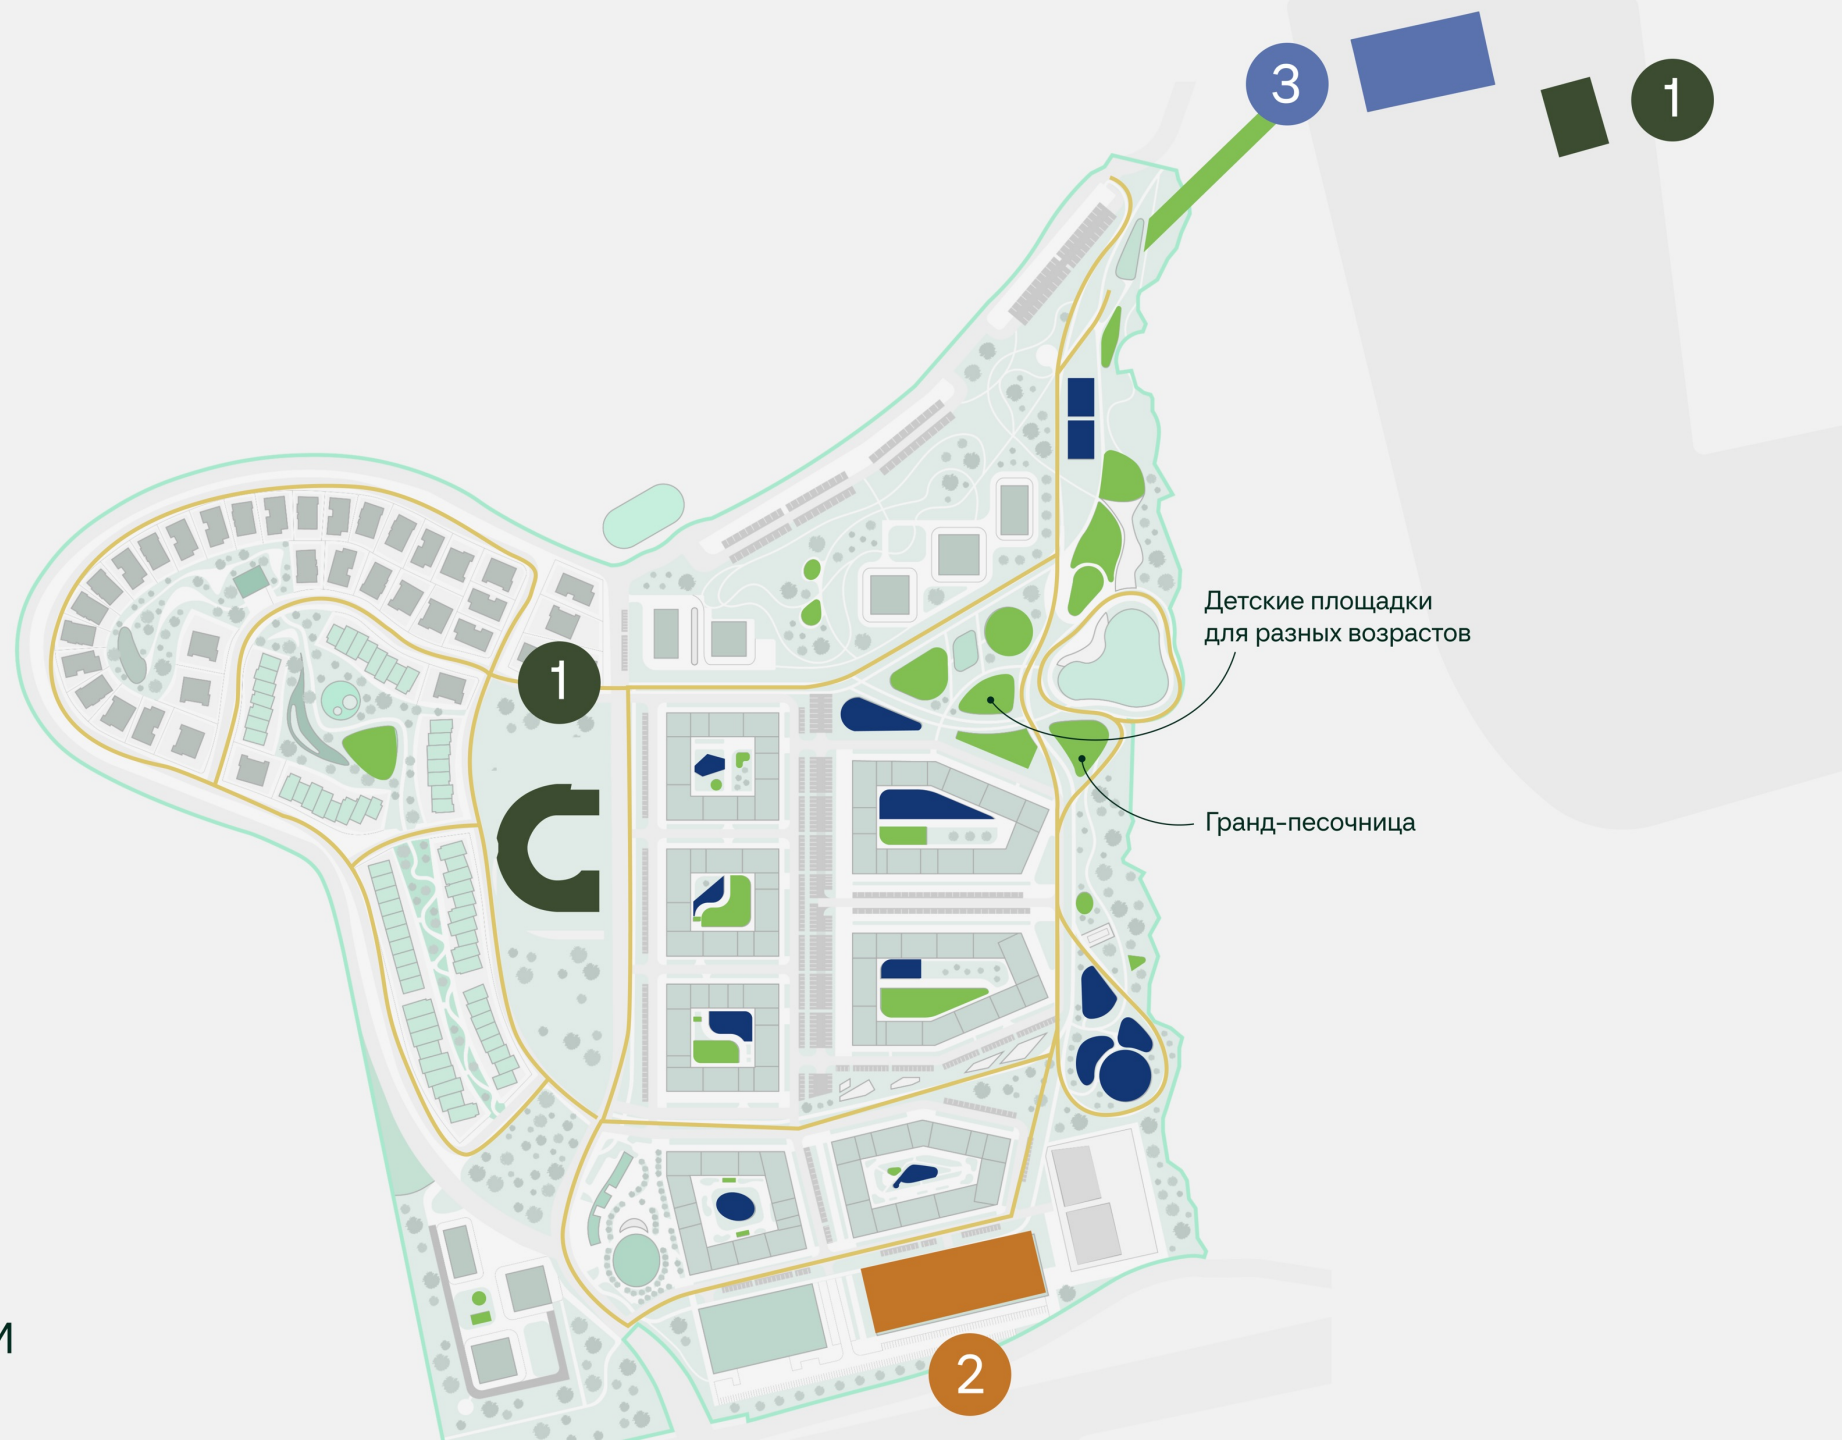 3
1
Детские площадки
для разных возрастов
1
Гранд-песочница
и
2